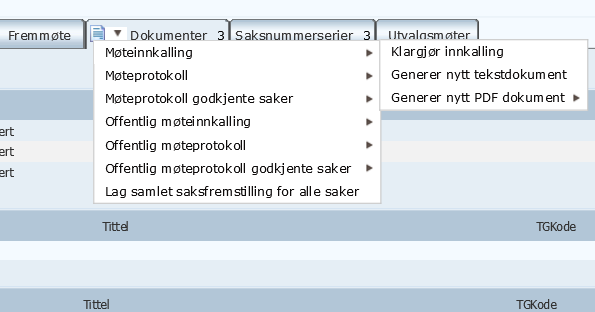 Fremmøte Dokumenter 3 Saksnummerserier 3 Utvalgsmøter
Møteinnkalling
Møteprotokoll
Møteprotokoll godkjente saker
Offentlig møteinnkalling
Offentlig møteprotokoll
Offentlig møteprotokoll godkjente saker
Lag samlet saksfremstilling for alle saker
Klargjør innkalling
Generer nytt tekstdokument
Generer nytt PDF dokument
ert
ert
ert
Tittel TGKode
Tittel TGKode